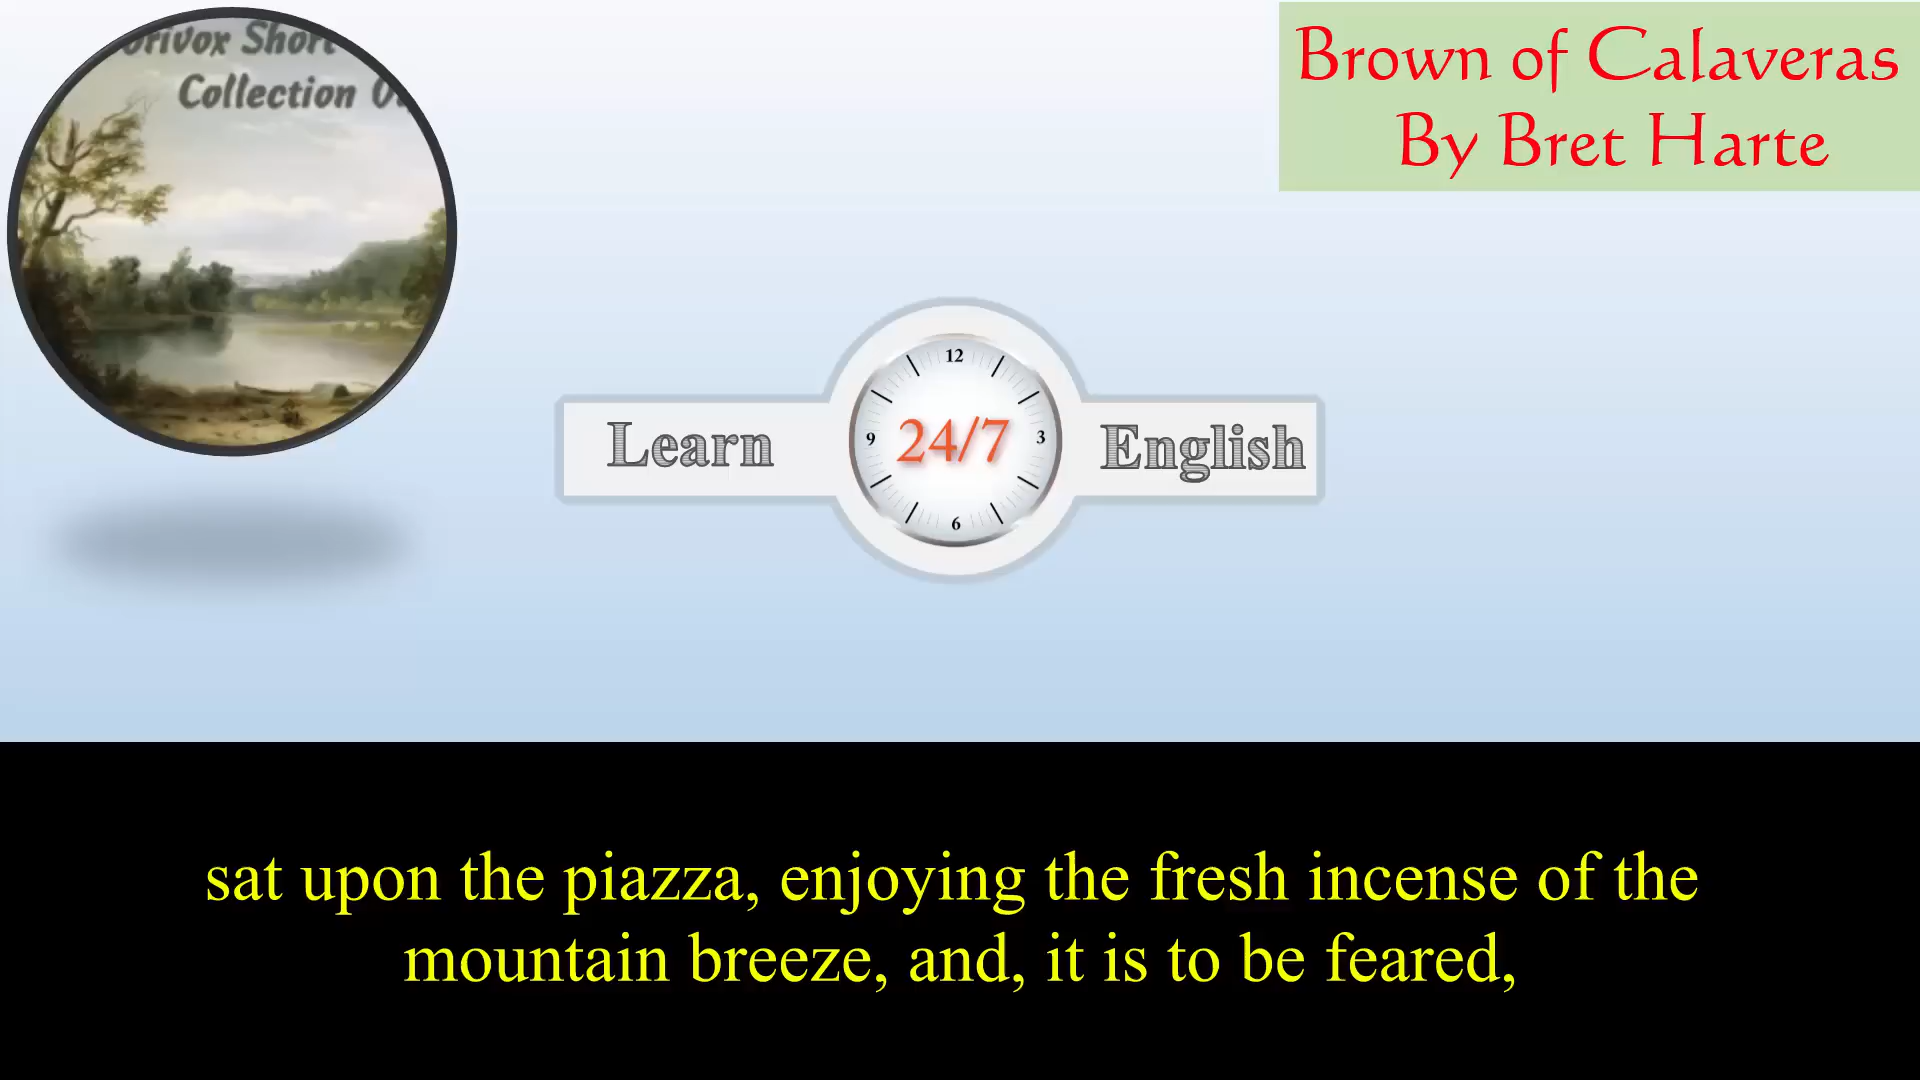 Short
Collection
Brown of Calaveras
By Bret Harte
12
Learn 24/7 English
9
3
6
sat upon the piazza, enjoying the fresh incense of the
mountain breeze, and, it is to be feared,